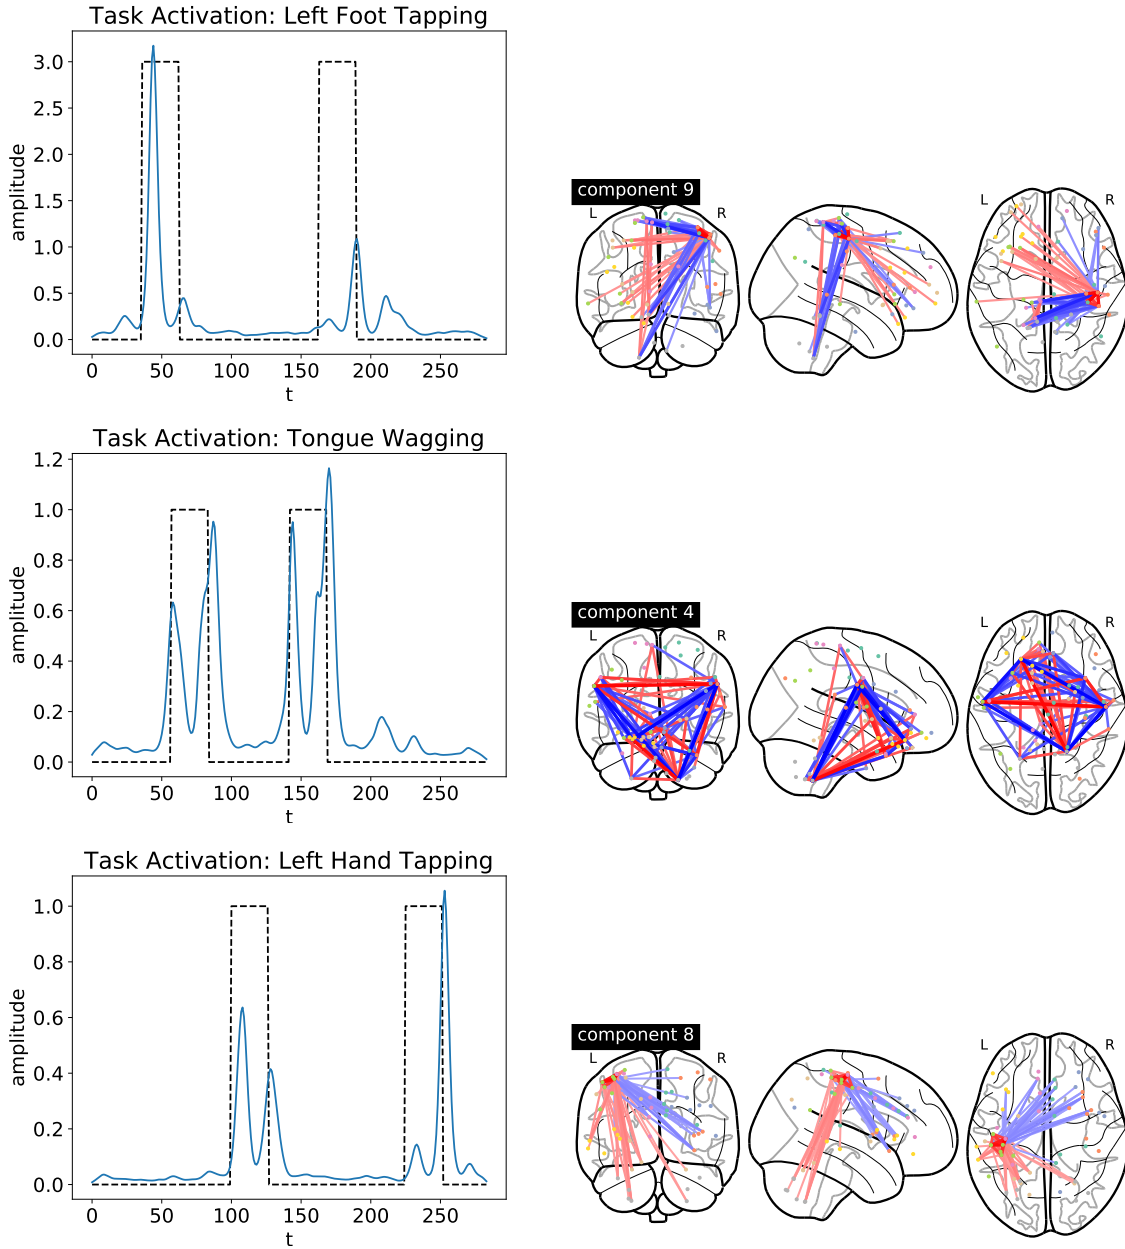 Task Activation: Left Foot Tapping
amplitude
3.0
2.5
2.0
1.5
1.0
0.5
0.0
0 50 100 150 200 250
t
component 9
L R
L R
Task Activation: Tongue Wagging
amplitude
1.2
1.0
0.8
0.6
0.4
0.2
0.0
0 50 100 150 200 250
t
component 4
L R
L R
Task Activation: Left Hand Tapping
amplitude
1.0
0.8
0.6
0.4
0.2
0.0
0 50 100 150 200 250
t
component 8
L R
L R